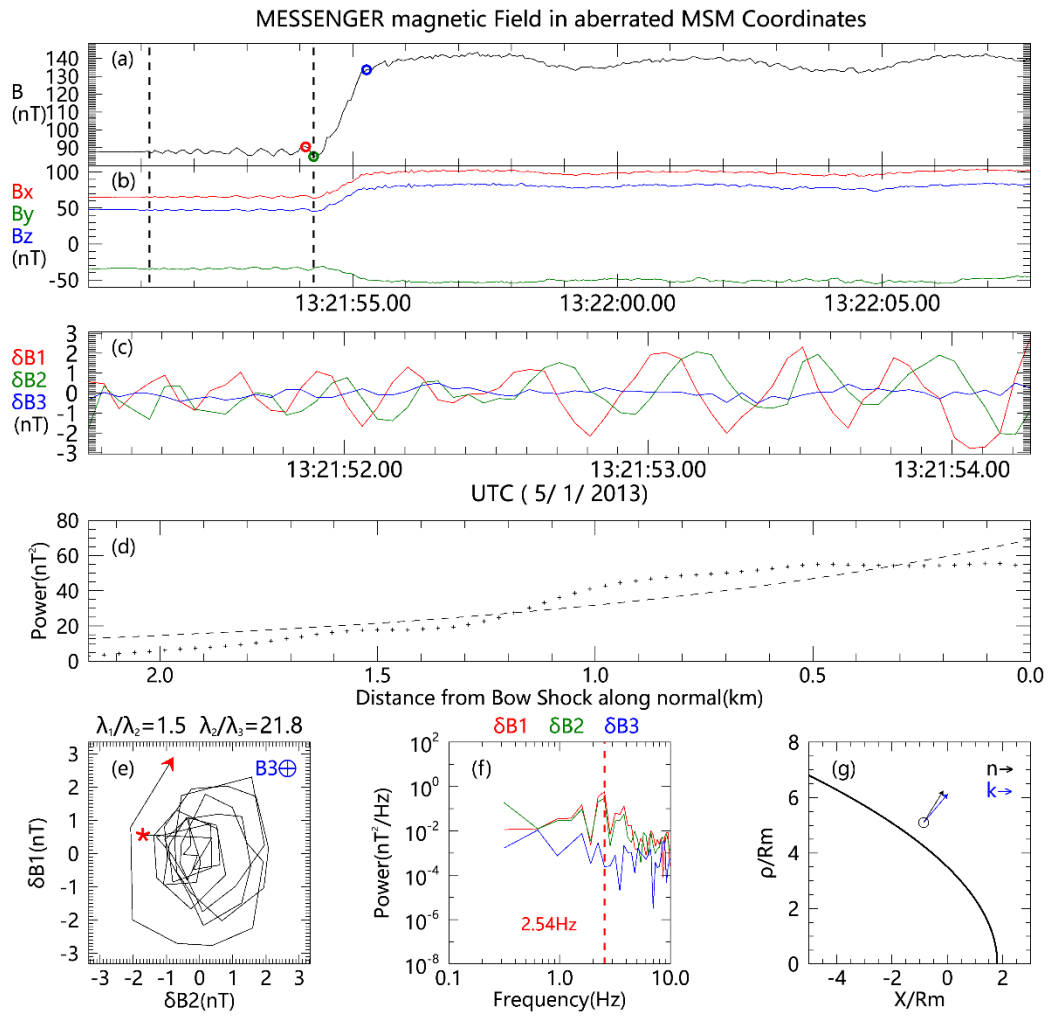 MESSENGER magnetic Field in aberrated MSM Coordinates
(a)
B
(nT)
140
130
120
110
100
90
80
(b)
Bx
By
Bz
(nT)
100
50
0
-50
13:21:55.00
13:22:00.00
13:22:05.00
(c)
δB1
δB2
δB3
(nT)
3
2
1
0
-1
-2
-3
13:21:52.00
13:21:53.00
13:21:54.00
UTC ( 5/ 1/ 2013)
(d)
Power(nT²)
80
60
40
20
0
2.0
1.5
1.0
0.5
0.0
Distance from Bow Shock along normal(km)
λ₁/λ₂=1.5 λ₂/λ₃=21.8
(e)
B3⊕
δB1(nT)
3
2
1
0
-1
-2
-3
-3 -2 -1 0 1 2 3
δB2(nT)
δB1 δB2 δB3
(f)
Power(nT²/Hz)
10²
10⁰
10⁻²
10⁻⁴
10⁻⁶
10⁻⁸
2.54Hz
0.1 1.0 10.0
Frequency(Hz)
(g)
n→
k→
ρ/Rm
8
6
4
2
0
-4 -2 0 2
X/Rm